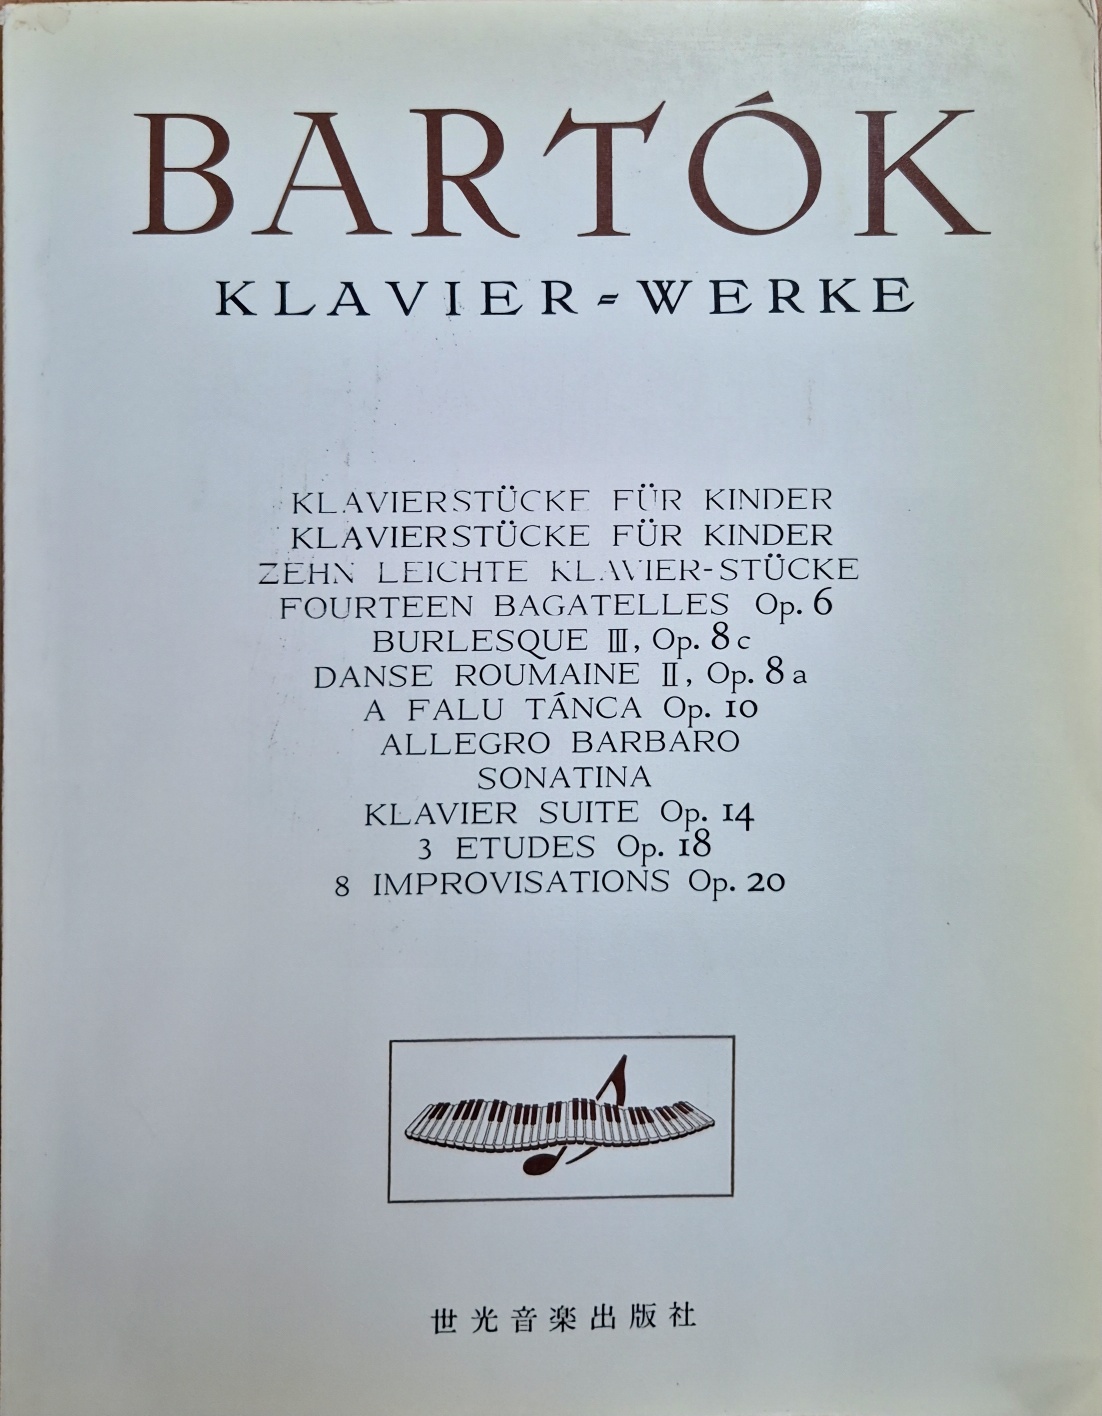 BARTÓK
KLAVIER-WERKE
KLAVIERSTÜCKE FÜR KINDER
KLAVIERSTÜCKE FÜR KINDER
ZEHN LEICHTE KLAVIER-STÜCKE
FOURTEEN BAGATELLES Op. 6
BURLESQUE III, Op. 8 c
DANSE ROUMAINE II, Op. 8 a
A FALU TÁNCA Op. 10
ALLEGRO BARBARO
SONATINA
KLAVIER SUITE Op. 14
3 ETUDES Op. 18
8 IMPROVISATIONS Op. 20
世光音楽出版社